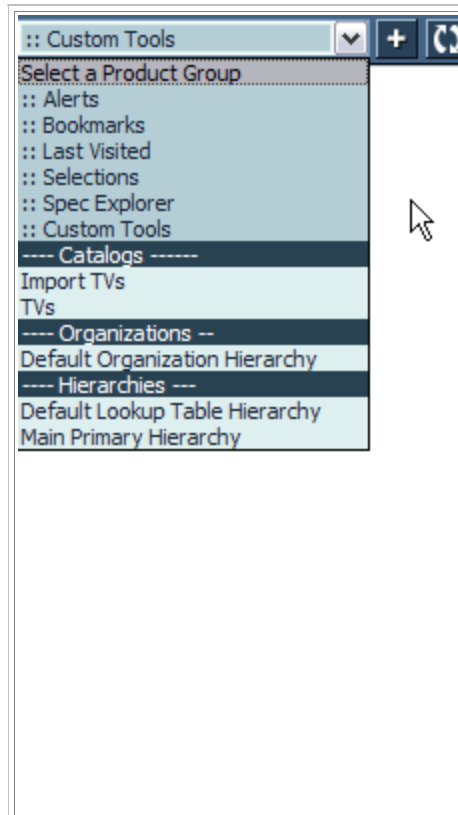 :: Custom Tools
Select a Product Group
:: Alerts
:: Bookmarks
:: Last Visited
:: Selections
:: Spec Explorer
:: Custom Tools
---- Catalogs ------
Import TVs
TVs
---- Organizations --
Default Organization Hierarchy
---- Hierarchies ---
Default Lookup Table Hierarchy
Main Primary Hierarchy